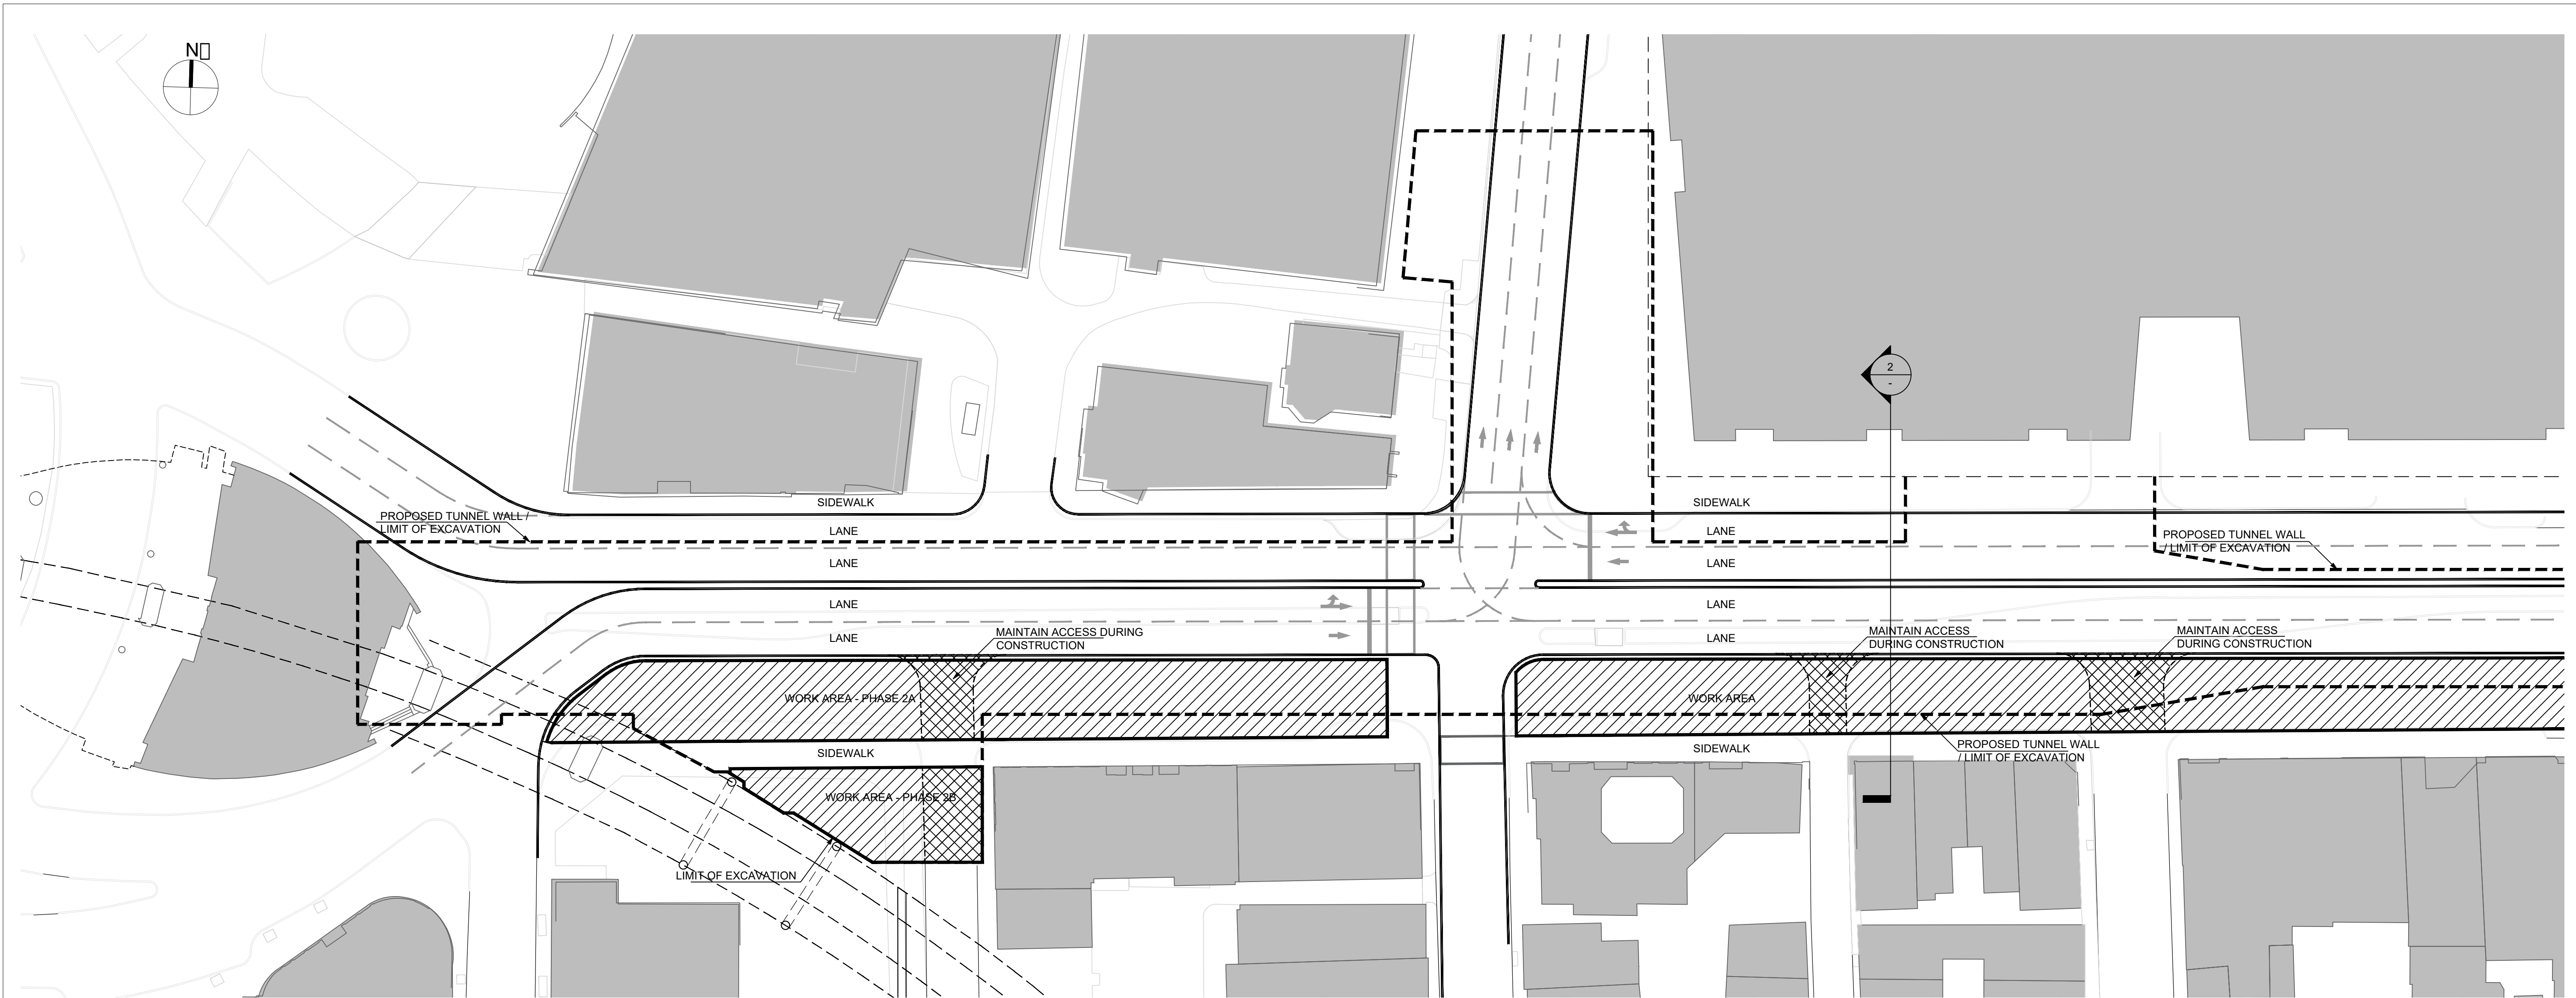 N
2
-
SIDEWALK
SIDEWALK
PROPOSED TUNNEL WALL /
LIMIT OF EXCAVATION
LANE
LANE
PROPOSED TUNNEL WALL
/ LIMIT OF EXCAVATION
LANE
LANE
LANE
LANE
LANE
LANE
MAINTAIN ACCESS DURING
CONSTRUCTION
MAINTAIN ACCESS
DURING CONSTRUCTION
MAINTAIN ACCESS
DURING CONSTRUCTION
WORK AREA - PHASE 2A
WORK AREA
SIDEWALK
SIDEWALK
PROPOSED TUNNEL WALL
/ LIMIT OF EXCAVATION
WORK AREA - PHASE 2B
LIMIT OF EXCAVATION